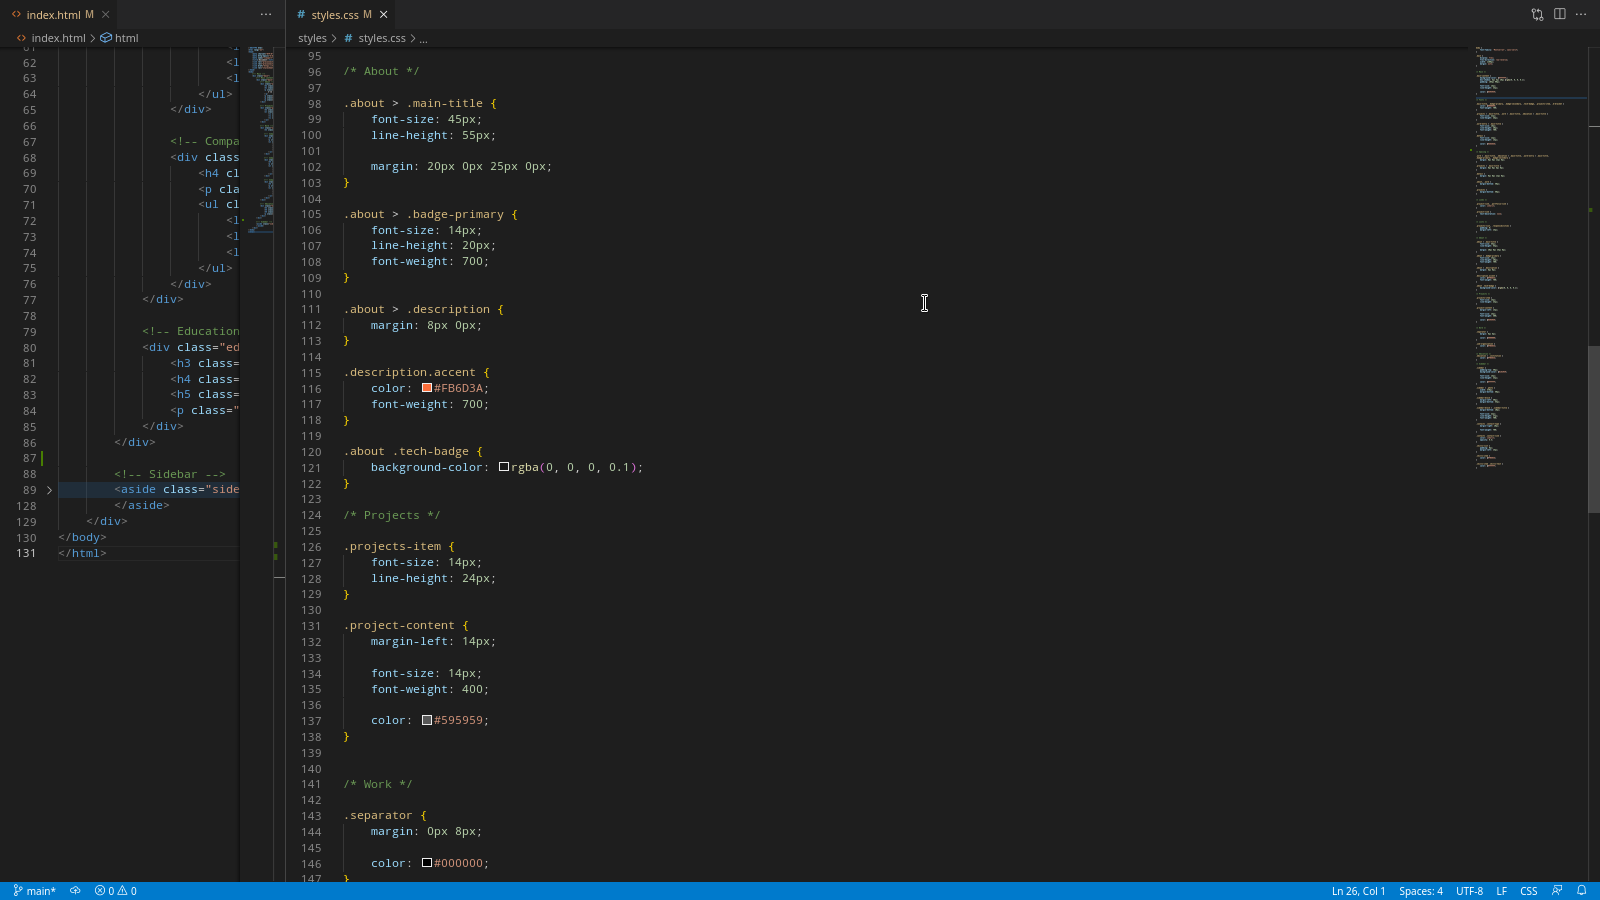 index.html M
styles.css M
index.html > html
styles > # styles.css > ...
61
62 <l
63 <l
64 </ul>
65 </div>
66
67 <!-- Compa
68 <div class
69 <h4 cl
70 <p cla
71 <ul cl
72 <l
73 <l
74 <l
75 </ul>
76 </div>
77 </div>
78
79 <!-- Education
80 <div class="ed
81 <h3 class=
82 <h4 class=
83 <h5 class=
84 <p class="
85 </div>
86 </div>
87
88 <!-- Sidebar -->
89 <aside class="side
128 </aside>
129 </div>
130 </body>
131 </html>
95
96 /* About */
97
98 .about > .main-title {
99 font-size: 45px;
100 line-height: 55px;
101
102 margin: 20px 0px 25px 0px;
103 }
104
105 .about > .badge-primary {
106 font-size: 14px;
107 line-height: 20px;
108 font-weight: 700;
109 }
110
111 .about > .description {
112 margin: 8px 0px;
113 }
114
115 .description.accent {
116 color: #FB6D3A;
117 font-weight: 700;
118 }
119
120 .about .tech-badge {
121 background-color: rgba(0, 0, 0, 0.1);
122 }
123
124 /* Projects */
125
126 .projects-item {
127 font-size: 14px;
128 line-height: 24px;
129 }
130
131 .project-content {
132 margin-left: 14px;
133
134 font-size: 14px;
135 font-weight: 400;
136
137 color: #595959;
138 }
139
140
141 /* Work */
142
143 .separator {
144 margin: 0px 8px;
145
146 color: #000000;
147 }
main* 0 0
Ln 26, Col 1 Spaces: 4 UTF-8 LF CSS